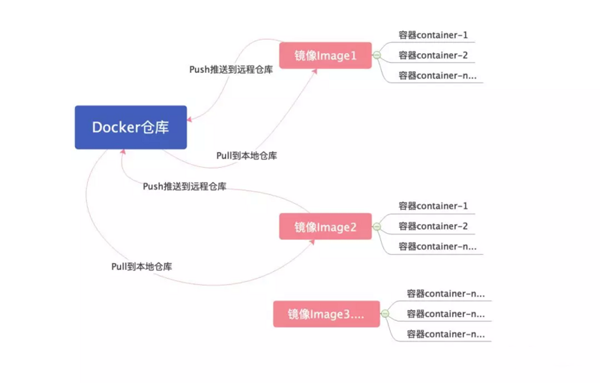 容器container-1
镜像Image1
容器container-2
Push推送到远程仓库
容器container-n...
Docker仓库
Pull到本地仓库
Push推送到远程仓库
容器container-1
镜像Image2
容器container-2
容器container-n...
Pull到本地仓库
容器container-n...
镜像Image3....
容器container-n...
容器container-n...